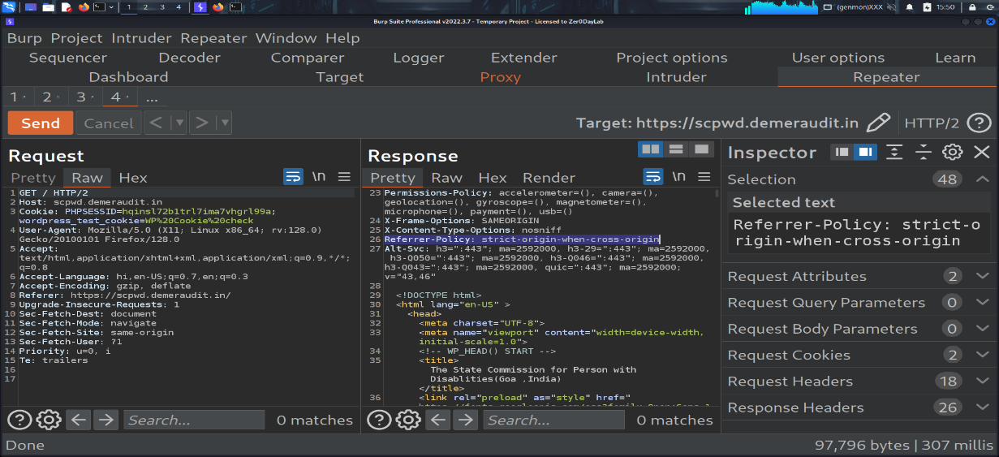 1 2 3 4
(genmon)XXX 15:50
Burp Suite Professional v2022.3.7 - Temporary Project - Licensed to Zer0DayLab
Burp Project Intruder Repeater Window Help
Sequencer Decoder Comparer Logger Extender Project options User options Learn
Dashboard Target Proxy Intruder Repeater
1 · 2 · 3 · 4 · ...
Send Cancel < > Target: https://scpwd.demeraudit.in HTTP/2 ?
Request
Pretty Raw Hex \n
1 GET / HTTP/2
2 Host: scpwd.demeraudit.in
3 Cookie: PHPSESSID=hqinsl72b1trl7ima7vhgrl99a;
wordpress_test_cookie=WP%20Cookie%20check
4 User-Agent: Mozilla/5.0 (X11; Linux x86_64; rv:128.0)
Gecko/20100101 Firefox/128.0
5 Accept:
text/html,application/xhtml+xml,application/xml;q=0.9,*/*;
q=0.8
6 Accept-Language: hi,en-US;q=0.7,en;q=0.3
7 Accept-Encoding: gzip, deflate
8 Referer: https://scpwd.demeraudit.in/
9 Upgrade-Insecure-Requests: 1
10 Sec-Fetch-Dest: document
11 Sec-Fetch-Mode: navigate
12 Sec-Fetch-Site: same-origin
13 Sec-Fetch-User: ?1
14 Priority: u=0, i
15 Te: trailers
16
17
? Search... 0 matches
Response
Pretty Raw Hex Render \n
23 Permissions-Policy: accelerometer=(), camera=(),
geolocation=(), gyroscope=(), magnetometer=(),
microphone=(), payment=(), usb=()
24 X-Frame-Options: SAMEORIGIN
25 X-Content-Type-Options: nosniff
26 Referrer-Policy: strict-origin-when-cross-origin
27 Alt-Svc: h3=":443"; ma=2592000, h3-29=":443"; ma=2592000,
h3-Q050=":443"; ma=2592000, h3-Q046=":443"; ma=2592000,
h3-Q043=":443"; ma=2592000, quic=":443"; ma=2592000;
v="43,46"
28
29 <!DOCTYPE html>
30 <html lang="en-US" >
31 <head>
32 <meta charset="UTF-8">
33 <meta name="viewport" content="width=device-width,
initial-scale=1.0">
34 <!-- WP_HEAD() START -->
35 <title>
The State Commission for Person with
Disablities(Goa ,India)
</title>
36 <link rel="preload" as="style" href="
? Search... 0 matches
Inspector
Selection 48
Selected text
Referrer-Policy: strict-o
rigin-when-cross-origin
Request Attributes 2
Request Query Parameters 0
Request Body Parameters 0
Request Cookies 2
Request Headers 18
Response Headers 26
Done 97,796 bytes | 307 millis